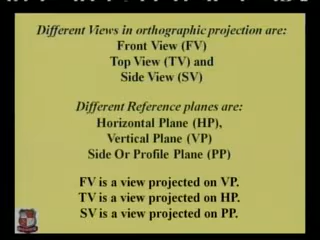 Different Views in orthographic projection are:
Front View (FV)
Top View (TV) and
Side View (SV)
Different Reference planes are:
Horizontal Plane (HP),
Vertical Plane (VP)
Side Or Profile Plane (PP)
FV is a view projected on VP.
TV is a view projected on HP.
SV is a view projected on PP.